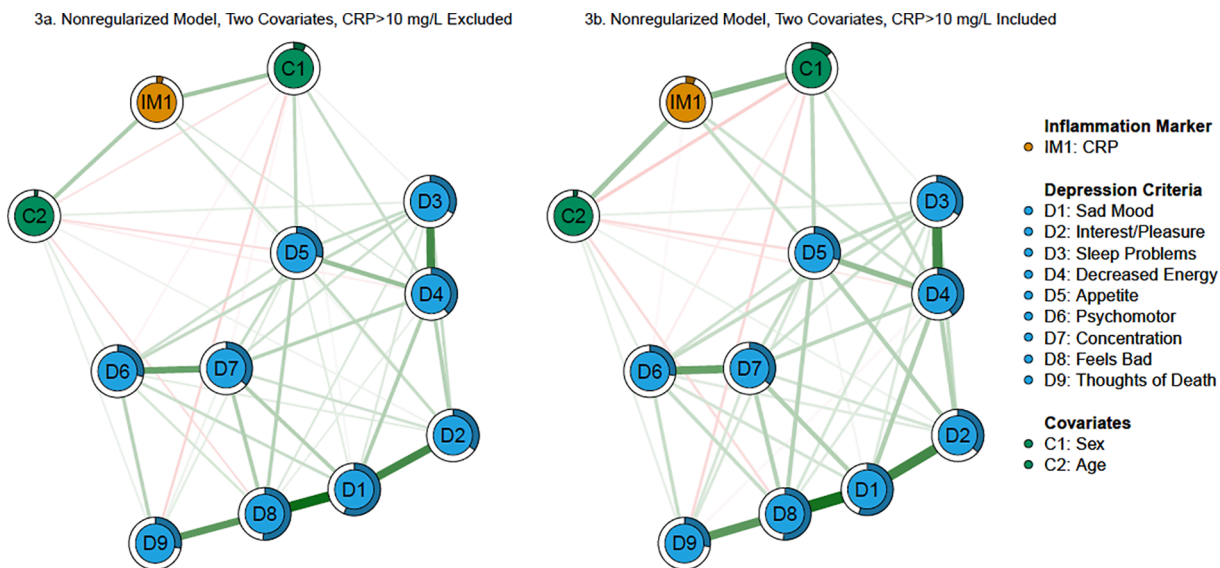 3a. Nonregularized Model, Two Covariates, CRP>10 mg/L Excluded
C1
IM1
C2
D3
D5
D4
D6
D7
D2
D1
D8
D9
3b. Nonregularized Model, Two Covariates, CRP>10 mg/L Included
C1
IM1
C2
D3
D5
D4
D6
D7
D2
D1
D8
D9
Inflammation Marker
IM1: CRP
Depression Criteria
D1: Sad Mood
D2: Interest/Pleasure
D3: Sleep Problems
D4: Decreased Energy
D5: Appetite
D6: Psychomotor
D7: Concentration
D8: Feels Bad
D9: Thoughts of Death
Covariates
C1: Sex
C2: Age